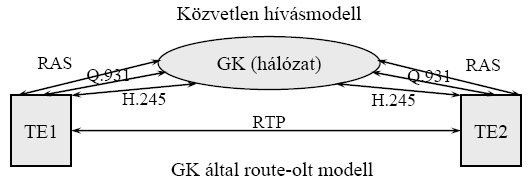 Közvetlen hívásmodell
RAS
Q.931
H.245
GK (hálózat)
RAS
Q.931
H.245
TE1
RTP
TE2
GK által route-olt modell